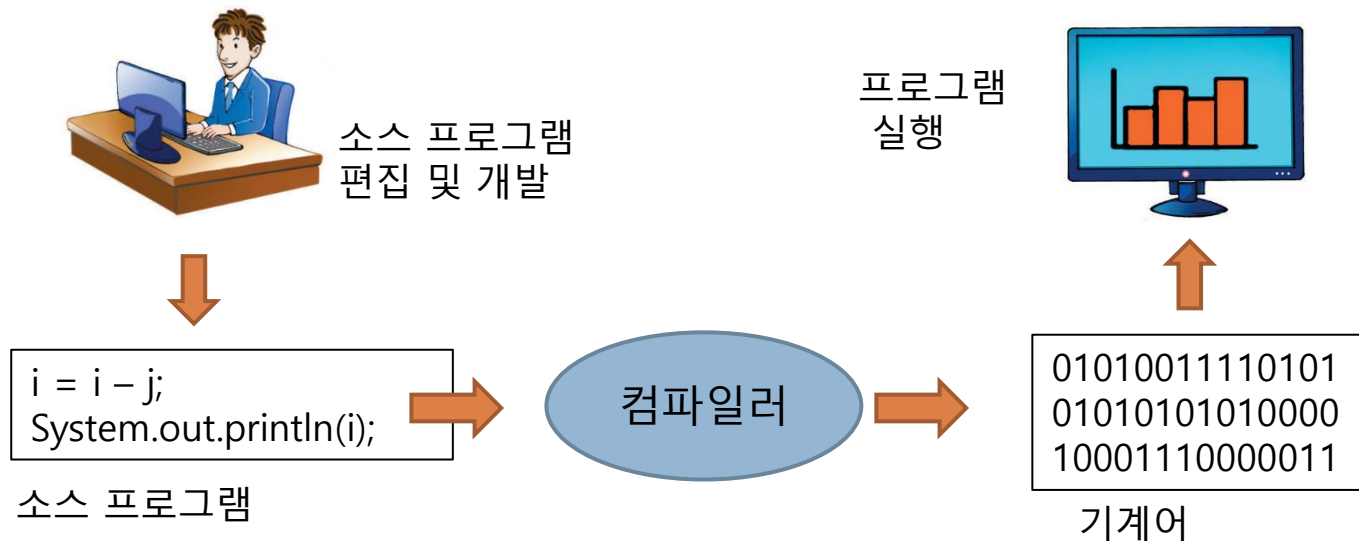 소스 프로그램
편집 및 개발
프로그램
실행
i = i – j;
System.out.println(i);
소스 프로그램
컴파일러
01010011110101
01010101010000
10001110000011
기계어